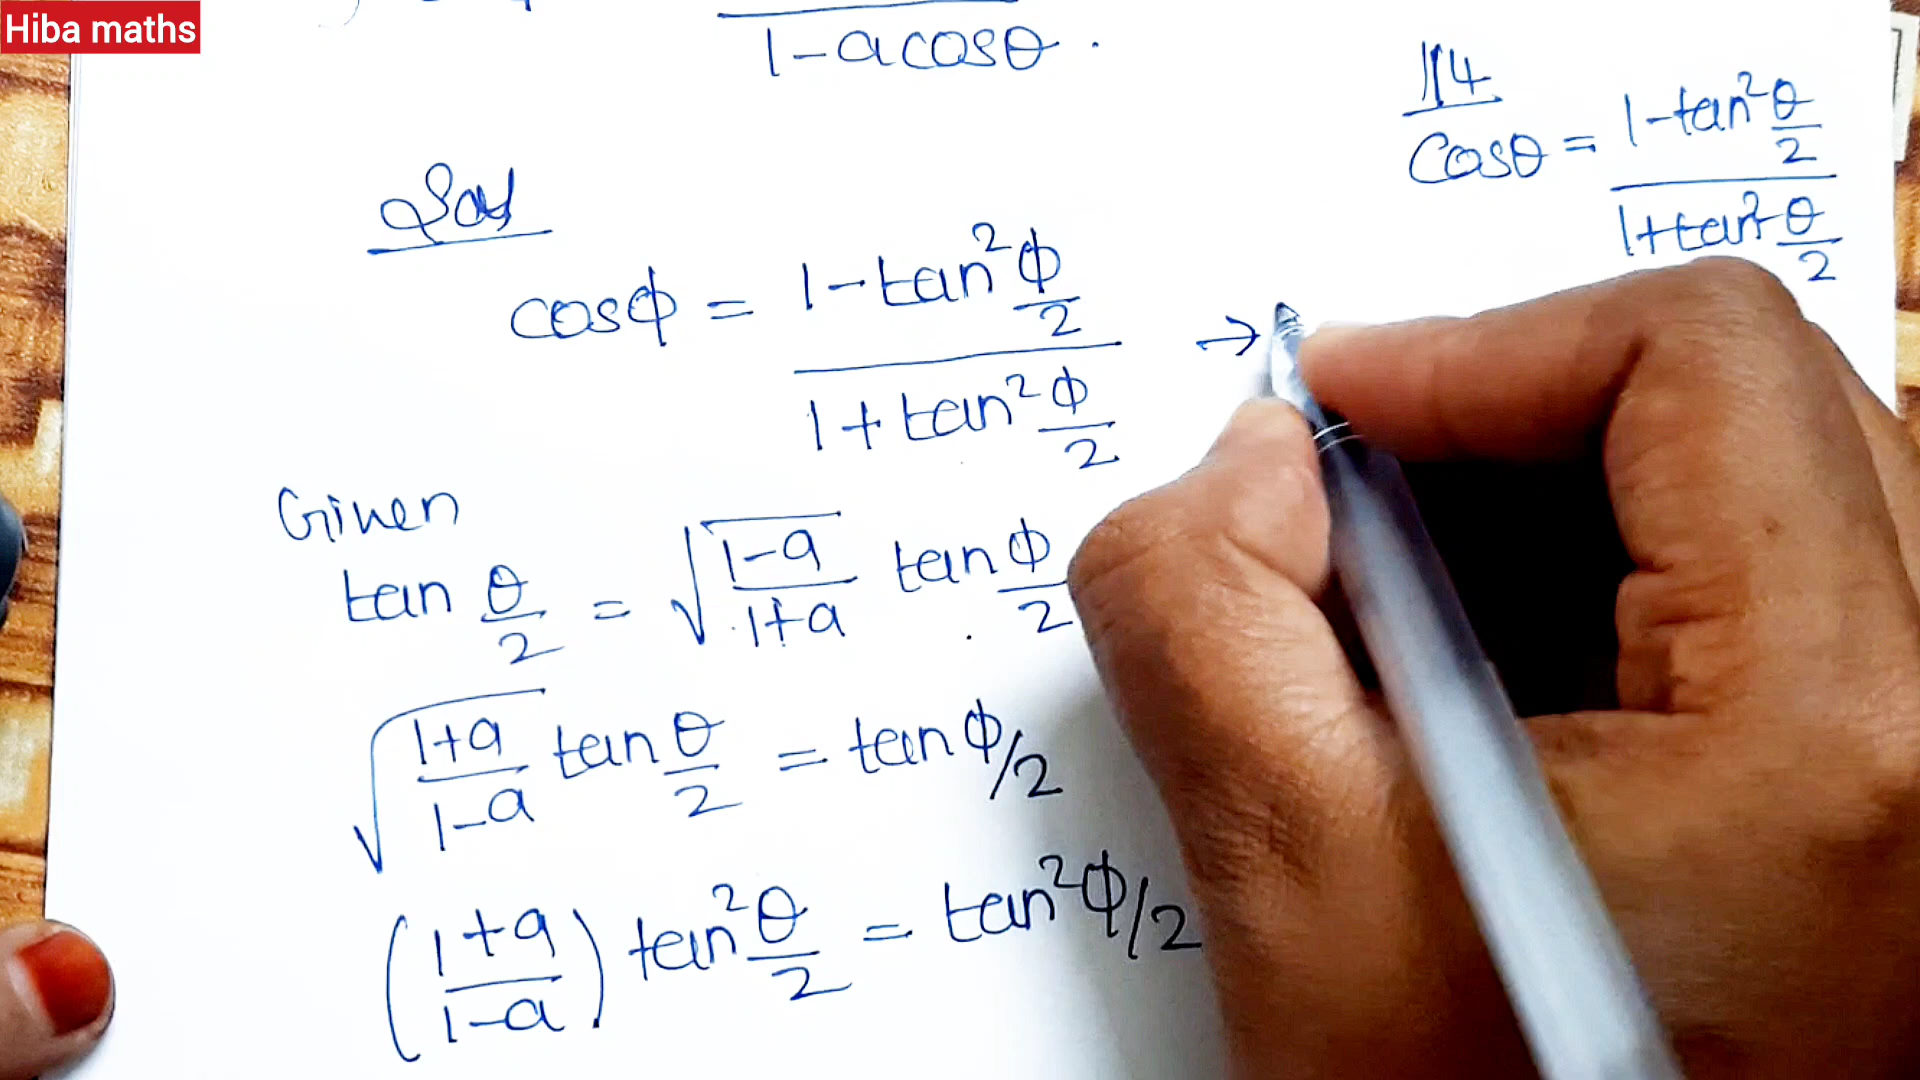 Hiba maths
1-acosθ.
114
Cosθ = 1-tan²θ/2
1+tan²θ/2
Sol
cosφ = 1-tan²φ/2 →
1+tan²φ/2
Given
tan θ/2 = √(1-a/1+a) tan φ/2
√(1+a/1-a) tan θ/2 = tan φ/2
(1+a/1-a) tan²θ/2 = tan²φ/2